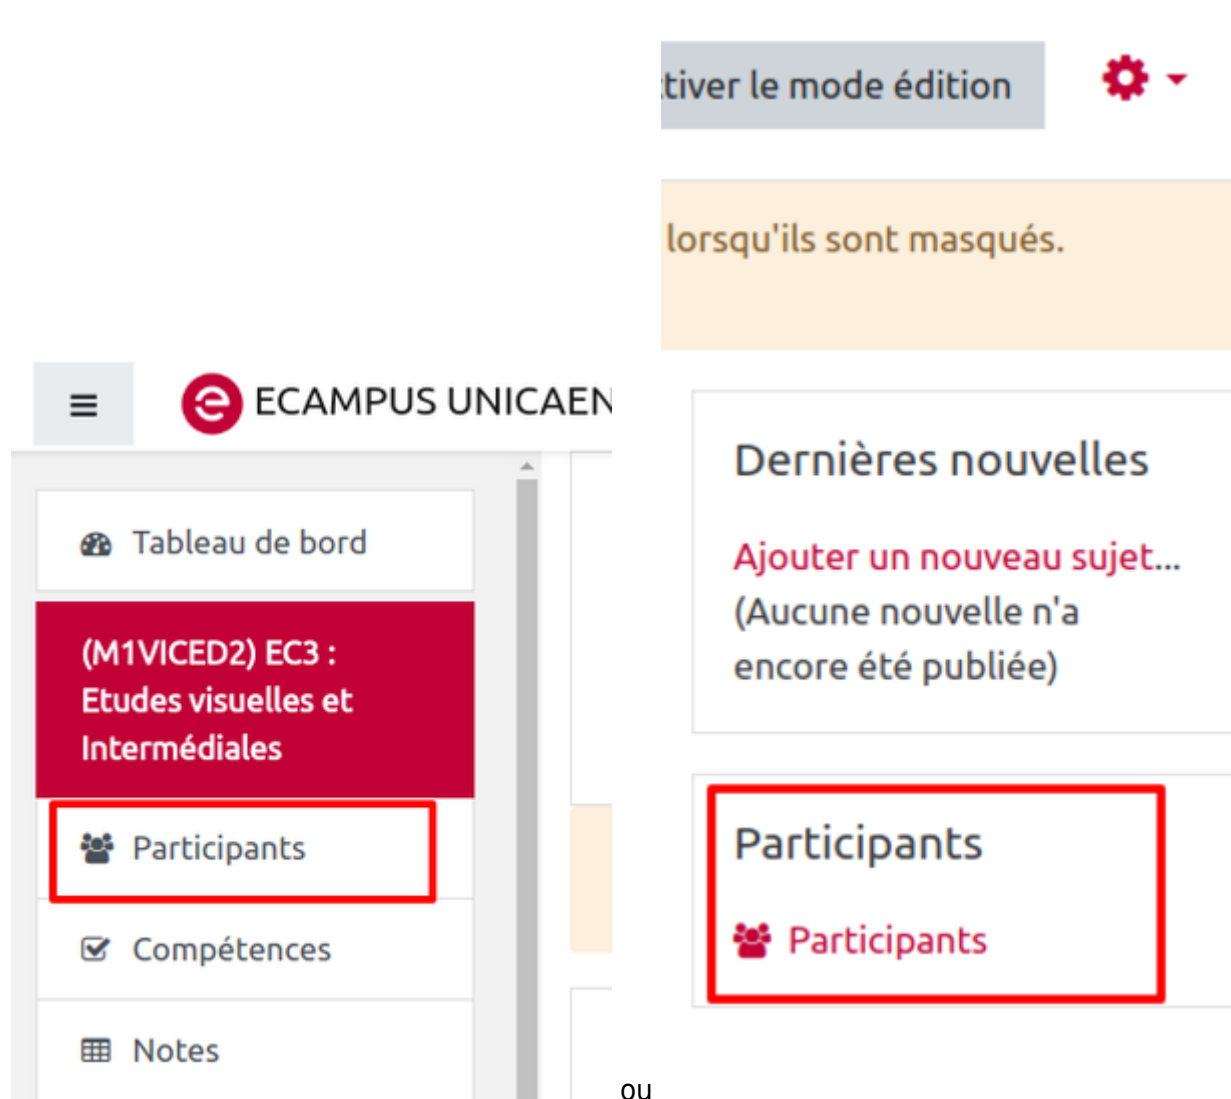 ECAMPUS UNICAEN
Tableau de bord
(M1VICED2) EC3 :
Etudes visuelles et
Intermédiales
Participants
Compétences
Notes
ou
tiver le mode édition
lorsqu'ils sont masqués.
Dernières nouvelles
Ajouter un nouveau sujet...
(Aucune nouvelle n'a
encore été publiée)
Participants
Participants